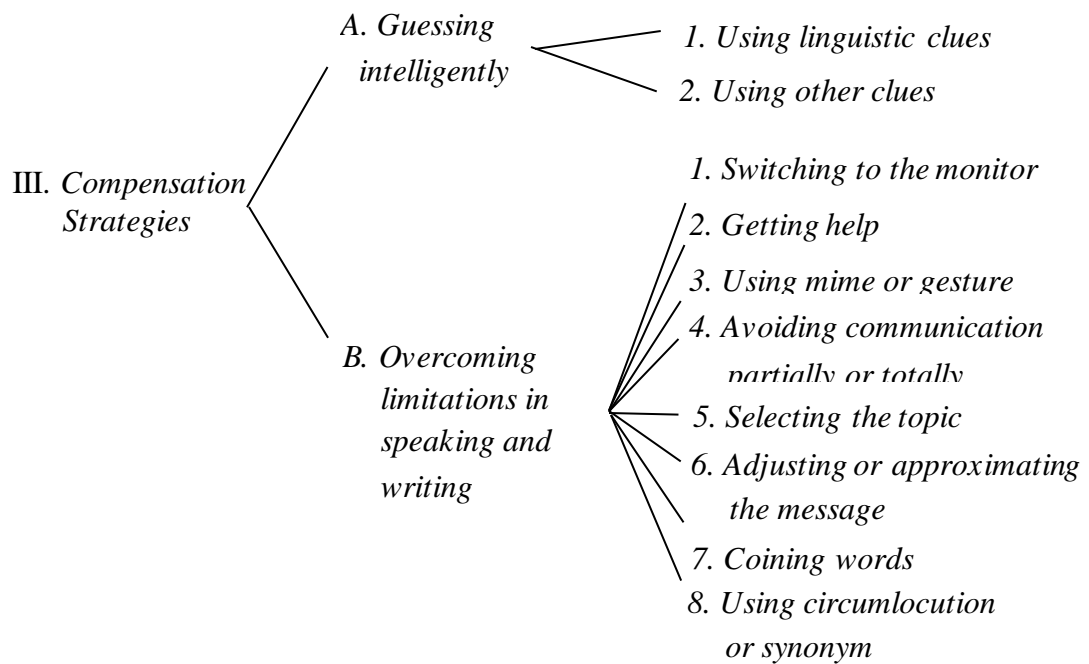 III. Compensation
Strategies
A. Guessing
intelligently
1. Using linguistic clues
2. Using other clues
B. Overcoming
limitations in
speaking and
writing
1. Switching to the monitor
2. Getting help
3. Using mime or gesture
4. Avoiding communication
partially or totally
5. Selecting the topic
6. Adjusting or approximating
the message
7. Coining words
8. Using circumlocution
or synonym